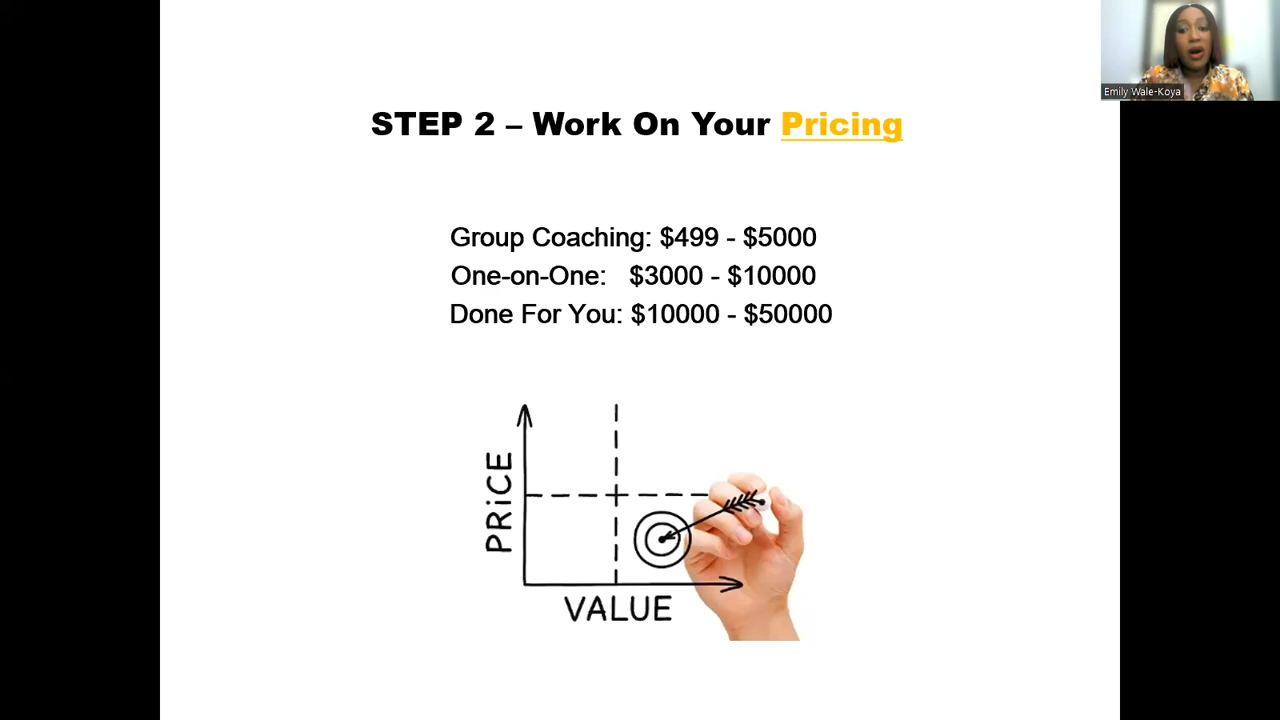 Emily Wale-Koya
STEP 2 – Work On Your Pricing
Group Coaching: $499 - $5000
One-on-One: $3000 - $10000
Done For You: $10000 - $50000
PRiCE
VALUE